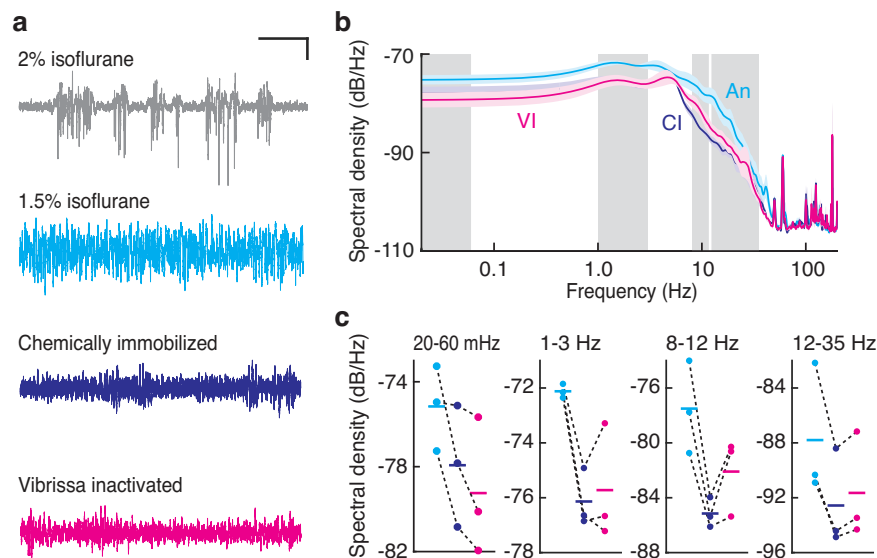 a
2% isoflurane
1.5% isoflurane
Chemically immobilized
Vibrissa inactivated
b
Spectral density (dB/Hz)
-70
-90
-110
An
VI
CI
0.1
1.0
10
100
Frequency (Hz)
c
Spectral density (dB/Hz)
20-60 mHz
-74
-78
-82
1-3 Hz
-72
-74
-76
-78
8-12 Hz
-76
-80
-84
-88
12-35 Hz
-84
-88
-92
-96